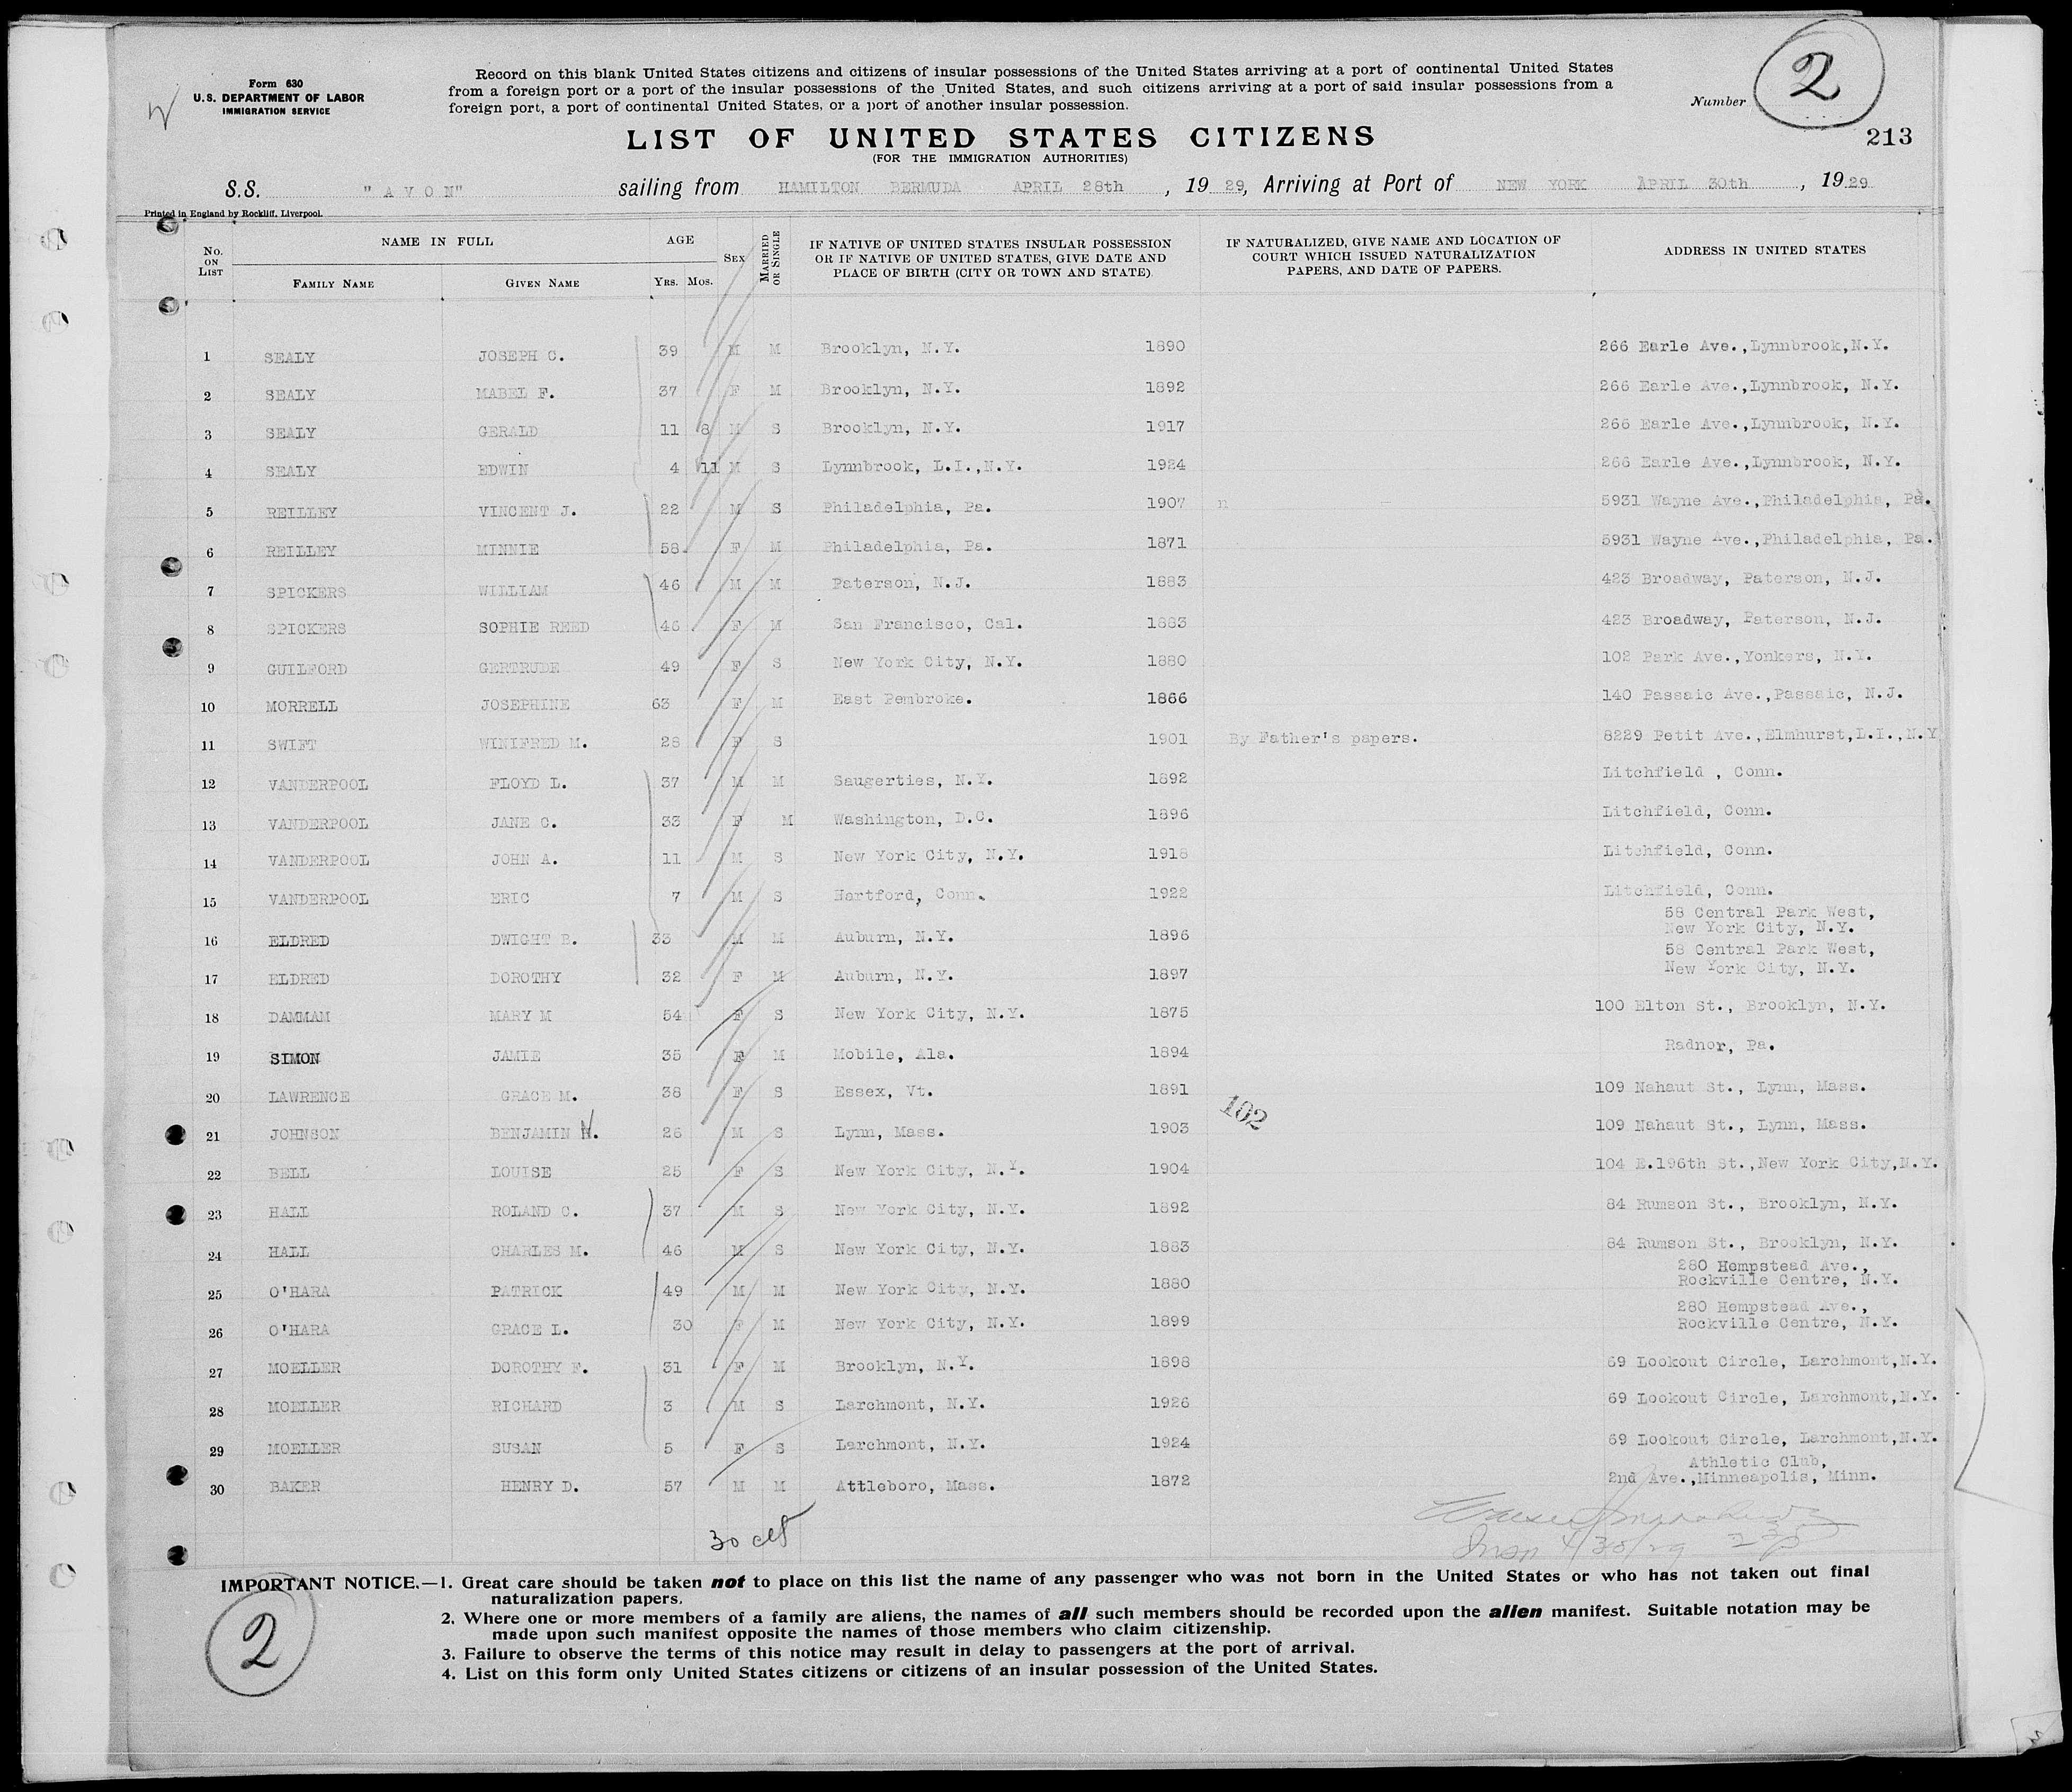 Form 630
U.S. DEPARTMENT OF LABOR
IMMIGRATION SERVICE
Record on this blank United States citizens and citizens of insular possessions of the United States arriving at a port of continental United States
from a foreign port or a port of the insular possessions of the United States, and such citizens arriving at a port of said insular possessions from a
foreign port, a port of continental United States, or a port of another insular possession.
Number 2
213
LIST OF UNITED STATES CITIZENS
(FOR THE IMMIGRATION AUTHORITIES)
S.S. "AVON" sailing from HAMILTON BERMUDA APRIL 28th, 1929, Arriving at Port of NEW YORK APRIL 30th, 1929
Printed in England by Rockliff, Liverpool.
No. ON LIST
NAME IN FULL
FAMILY NAME
GIVEN NAME
AGE
YRS. MOS.
SEX
MARRIED OR SINGLE
IF NATIVE OF UNITED STATES INSULAR POSSESSION
OR IF NATIVE OF UNITED STATES, GIVE DATE AND
PLACE OF BIRTH (CITY OR TOWN AND STATE)
IF NATURALIZED, GIVE NAME AND LOCATION OF
COURT WHICH ISSUED NATURALIZATION
PAPERS, AND DATE OF PAPERS.
ADDRESS IN UNITED STATES
1 SEALY JOSEPH C. 39 M M Brooklyn, N.Y. 1890 266 Earle Ave.,Lynnbrook,N.Y.
2 SEALY MABEL F. 37 F M Brooklyn, N.Y. 1892 266 Earle Ave.,Lynnbrook, N.Y.
3 SEALY GERALD 11 8 M S Brooklyn, N.Y. 1917 266 Earle Ave.,Lynnbrook, N.Y.
4 SEALY EDWIN 4 11 M S Lynnbrook, L.I.,N.Y. 1924 266 Earle Ave.,Lynnbrook, N.Y.
5 REILLEY VINCENT J. 22 M S Philadelphia, Pa. 1907 n 5931 Wayne Ave.,Philadelphia, Pa.
6 REILLEY MINNIE 58 F M Philadelphia, Pa. 1871 5931 Wayne Ave.,Philadelphia, Pa.
7 SPICKERS WILLIAM 46 M M Paterson, N.J. 1883 423 Broadway, Paterson, N.J.
8 SPICKERS SOPHIE REED 46 F M San Francisco, Cal. 1883 423 Broadway, Paterson, N.J.
9 GUILFORD GERTRUDE 49 F S New York City, N.Y. 1880 102 Park Ave.,Yonkers, N.Y.
10 MORRELL JOSEPHINE 63 F M East Pembroke. 1866 140 Passaic Ave.,Passaic, N.J.
11 SWIFT WINIFRED M. 28 F S 1901 By Father's papers. 8229 Petit Ave.,Elmhurst,L.I.,N.Y
12 VANDERPOOL FLOYD L. 37 M M Saugerties, N.Y. 1892 Litchfield , Conn.
13 VANDERPOOL JANE C. 33 F M Washington, D.C. 1896 Litchfield, Conn.
14 VANDERPOOL JOHN A. 11 M S New York City, N.Y. 1918 Litchfield, Conn.
15 VANDERPOOL ERIC 7 M S Hartford, Conn. 1922 Litchfield, Conn.
16 ELDRED DWIGHT B. 33 M M Auburn, N.Y. 1896 58 Central Park West,
New York City, N.Y.
17 ELDRED DOROTHY 32 F M Auburn, N.Y. 1897 58 Central Park West,
New York City, N.Y.
18 DAMMAM MARY M 54 F S New York City, N.Y. 1875 100 Elton St., Brooklyn, N.Y.
19 SIMON JAMIE 35 F M Mobile, Ala. 1894 Radnor, Pa.
20 LAWRENCE GRACE M. 38 F S Essex, Vt. 1891 109 Nahaut St., Lynn, Mass.
102
21 JOHNSON BENJAMIN N. 26 M S Lynn, Mass. 1903 109 Nahaut St., Lynn, Mass.
22 BELL LOUISE 25 F S New York City, N.Y. 1904 104 E.196th St.,New York City,N.Y.
23 HALL ROLAND C. 37 M S New York City, N.Y. 1892 84 Rumson St., Brooklyn, N.Y.
24 HALL CHARLES M. 46 M S New York City, N.Y. 1883 84 Rumson St., Brooklyn, N.Y.
25 O'HARA PATRICK 49 M M New York City, N.Y. 1880 280 Hempstead Ave.,
Rockville Centre, N.Y.
26 O'HARA GRACE L. 30 F M New York City, N.Y. 1899 280 Hempstead Ave.,
Rockville Centre, N.Y.
27 MOELLER DOROTHY F. 31 F M Brooklyn, N.Y. 1898 69 Lookout Circle, Larchmont,N.Y.
28 MOELLER RICHARD 3 M S Larchmont, N.Y. 1926 69 Lookout Circle, Larchmont,N.Y.
29 MOELLER SUSAN 5 F S Larchmont, N.Y. 1924 69 Lookout Circle, Larchmont,N.Y.
30 BAKER HENRY D. 57 M M Attleboro, Mass. 1872 Athletic Club,
2nd Ave.,Minneapolis, Minn.
30
Insp 4/30/29
IMPORTANT NOTICE.—1. Great care should be taken not to place on this list the name of any passenger who was not born in the United States or who has not taken out final
naturalization papers.
2. Where one or more members of a family are aliens, the names of all such members should be recorded upon the alien manifest. Suitable notation may be
made upon such manifest opposite the names of those members who claim citizenship.
3. Failure to observe the terms of this notice may result in delay to passengers at the port of arrival.
4. List on this form only United States citizens or citizens of an insular possession of the United States.
2